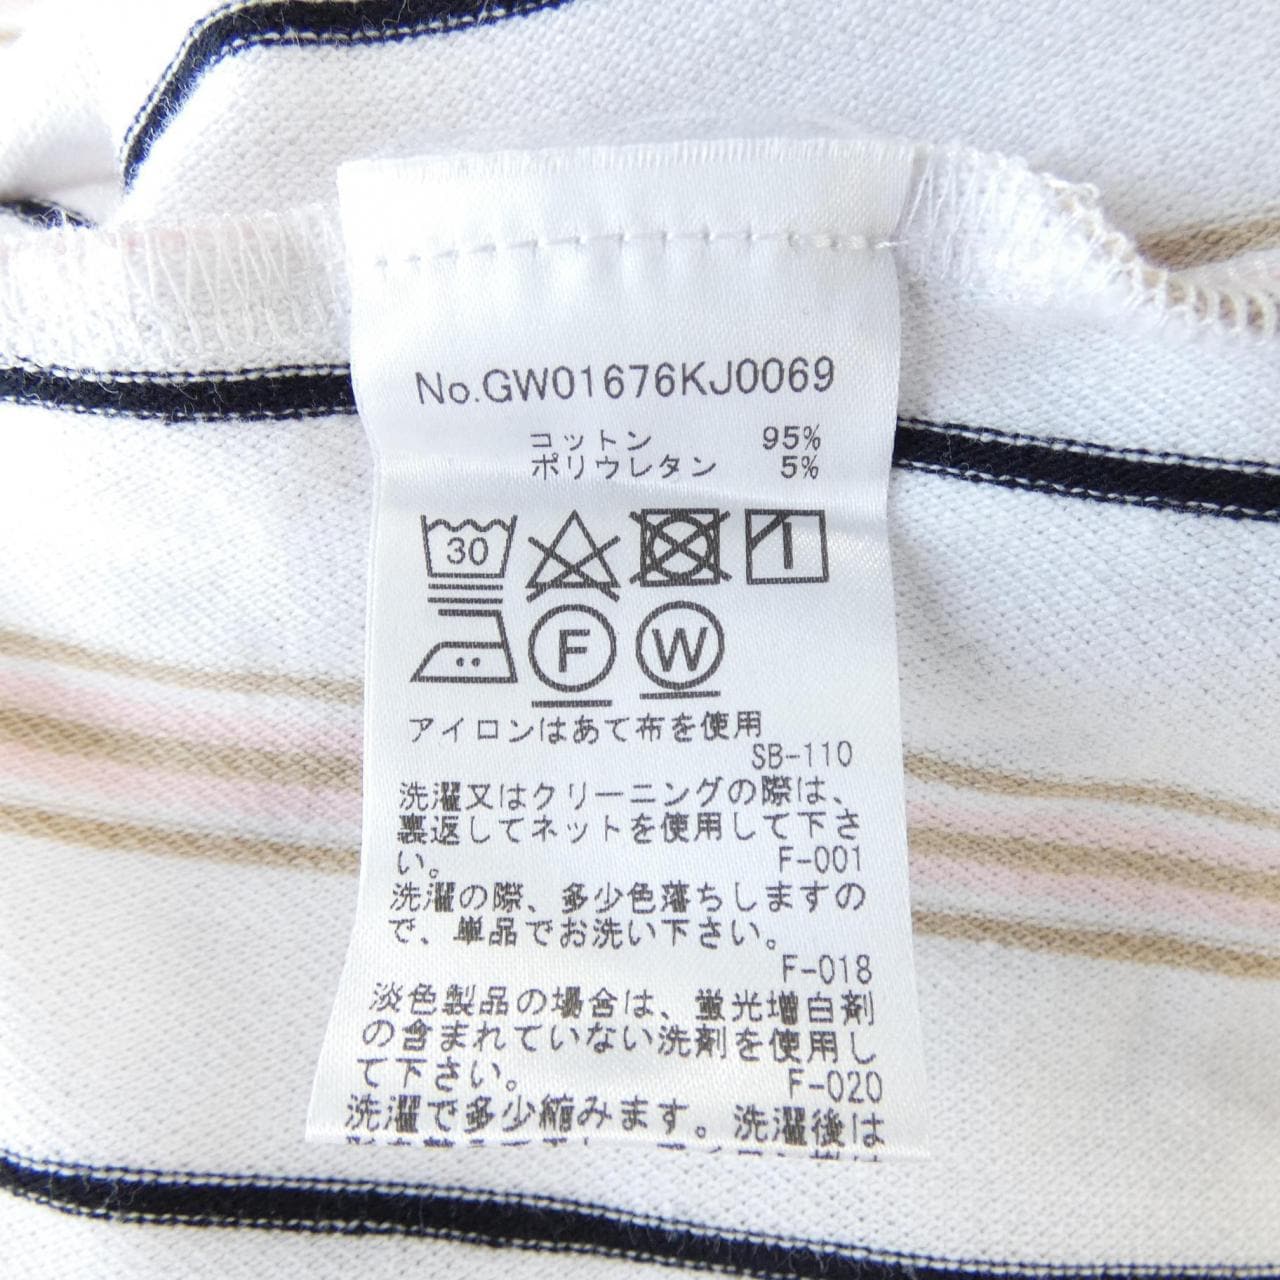 No.GW01676KJ0069
コットン 95%
ポリウレタン 5%
30
F W
アイロンはあて布を使用
SB-110
洗濯又はクリーニングの際は、
裏返してネットを使用して下さ
い。 F-001
洗濯の際、多少色落ちしますの
で、単品でお洗い下さい。
F-018
淡色製品の場合は、蛍光増白剤
の含まれていない洗剤を使用し
て下さい。 F-020
洗濯で多少縮みます。洗濯後は